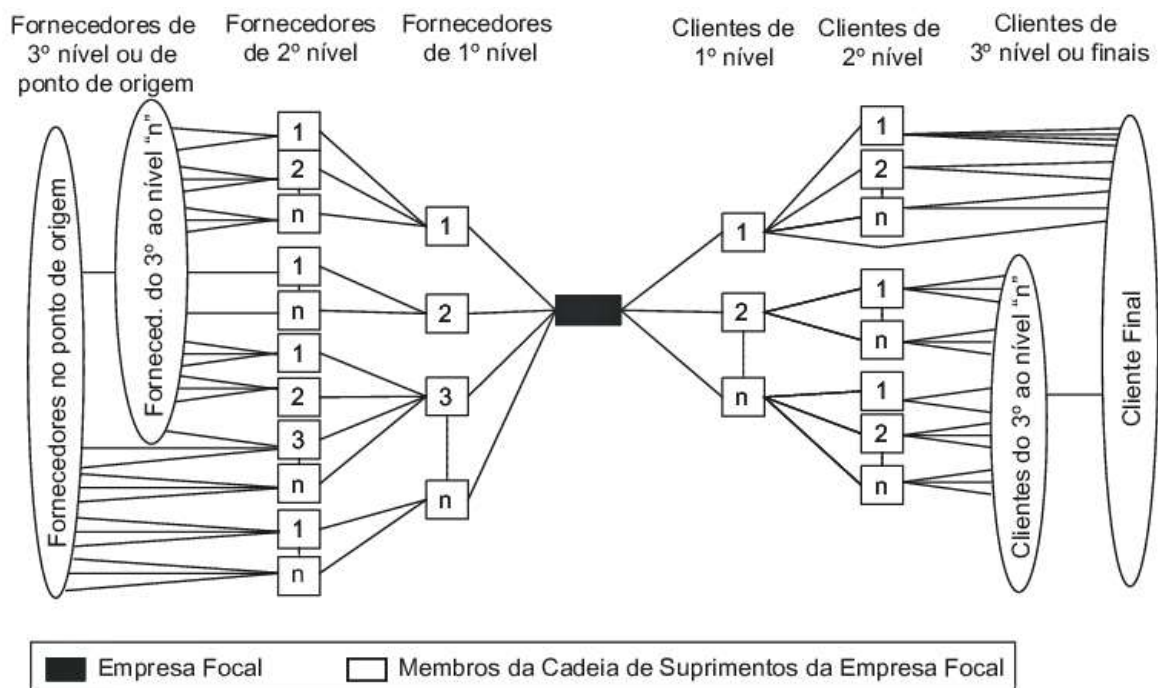 Fornecedores de
3º nível ou de
ponto de origem
Fornecedores
de 2º nível
Fornecedores
de 1º nível
Clientes de
1º nível
Clientes de
2º nível
Clientes de
3º nível ou finais
Fornecedores no ponto de origem
Forneced. do 3º ao nível “n”
1
2
n
1
n
1
2
3
n
1
n
1
2
3
n
1
2
n
1
2
n
1
n
1
2
n
Clientes do 3º ao nível “n”
Cliente Final
Empresa Focal
Membros da Cadeia de Suprimentos da Empresa Focal